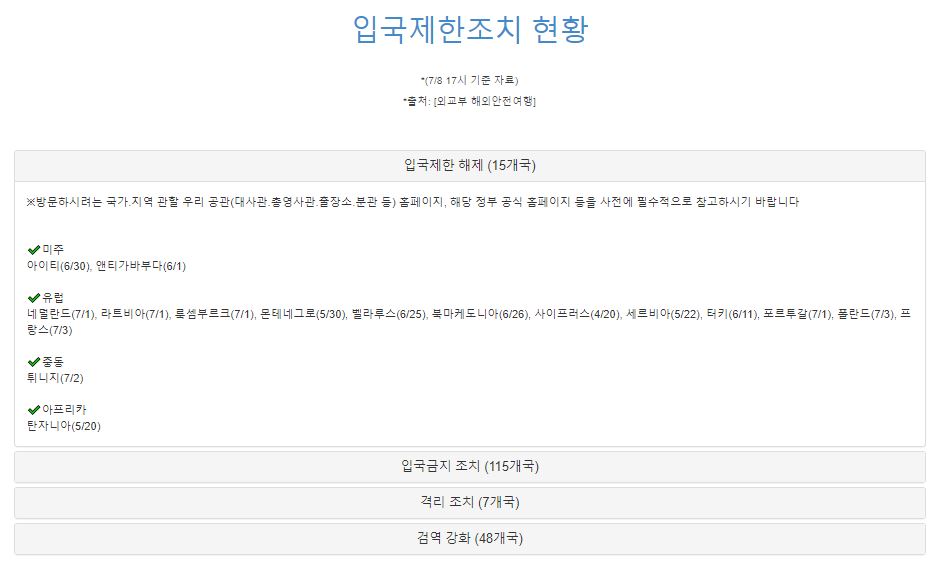 입국제한조치 현황
*(7/8 17시 기준 자료)
*출처: [외교부 해외안전여행]
입국제한 해제 (15개국)
※방문하시려는 국가.지역 관할 우리 공관(대사관.총영사관.출장소.분관 등) 홈페이지, 해당 정부 공식 홈페이지 등을 사전에 필수적으로 참고하시기 바랍니다
미주
아이티(6/30), 앤티가바부다(6/1)
유럽
네덜란드(7/1), 라트비아(7/1), 룩셈부르크(7/1), 몬테네그로(5/30), 벨라루스(6/25), 북마케도니아(6/26), 사이프러스(4/20), 세르비아(5/22), 터키(6/11), 포르투갈(7/1), 폴란드(7/3), 프
랑스(7/3)
중동
튀니지(7/2)
아프리카
탄자니아(5/20)
입국금지 조치 (115개국)
격리 조치 (7개국)
검역 강화 (48개국)